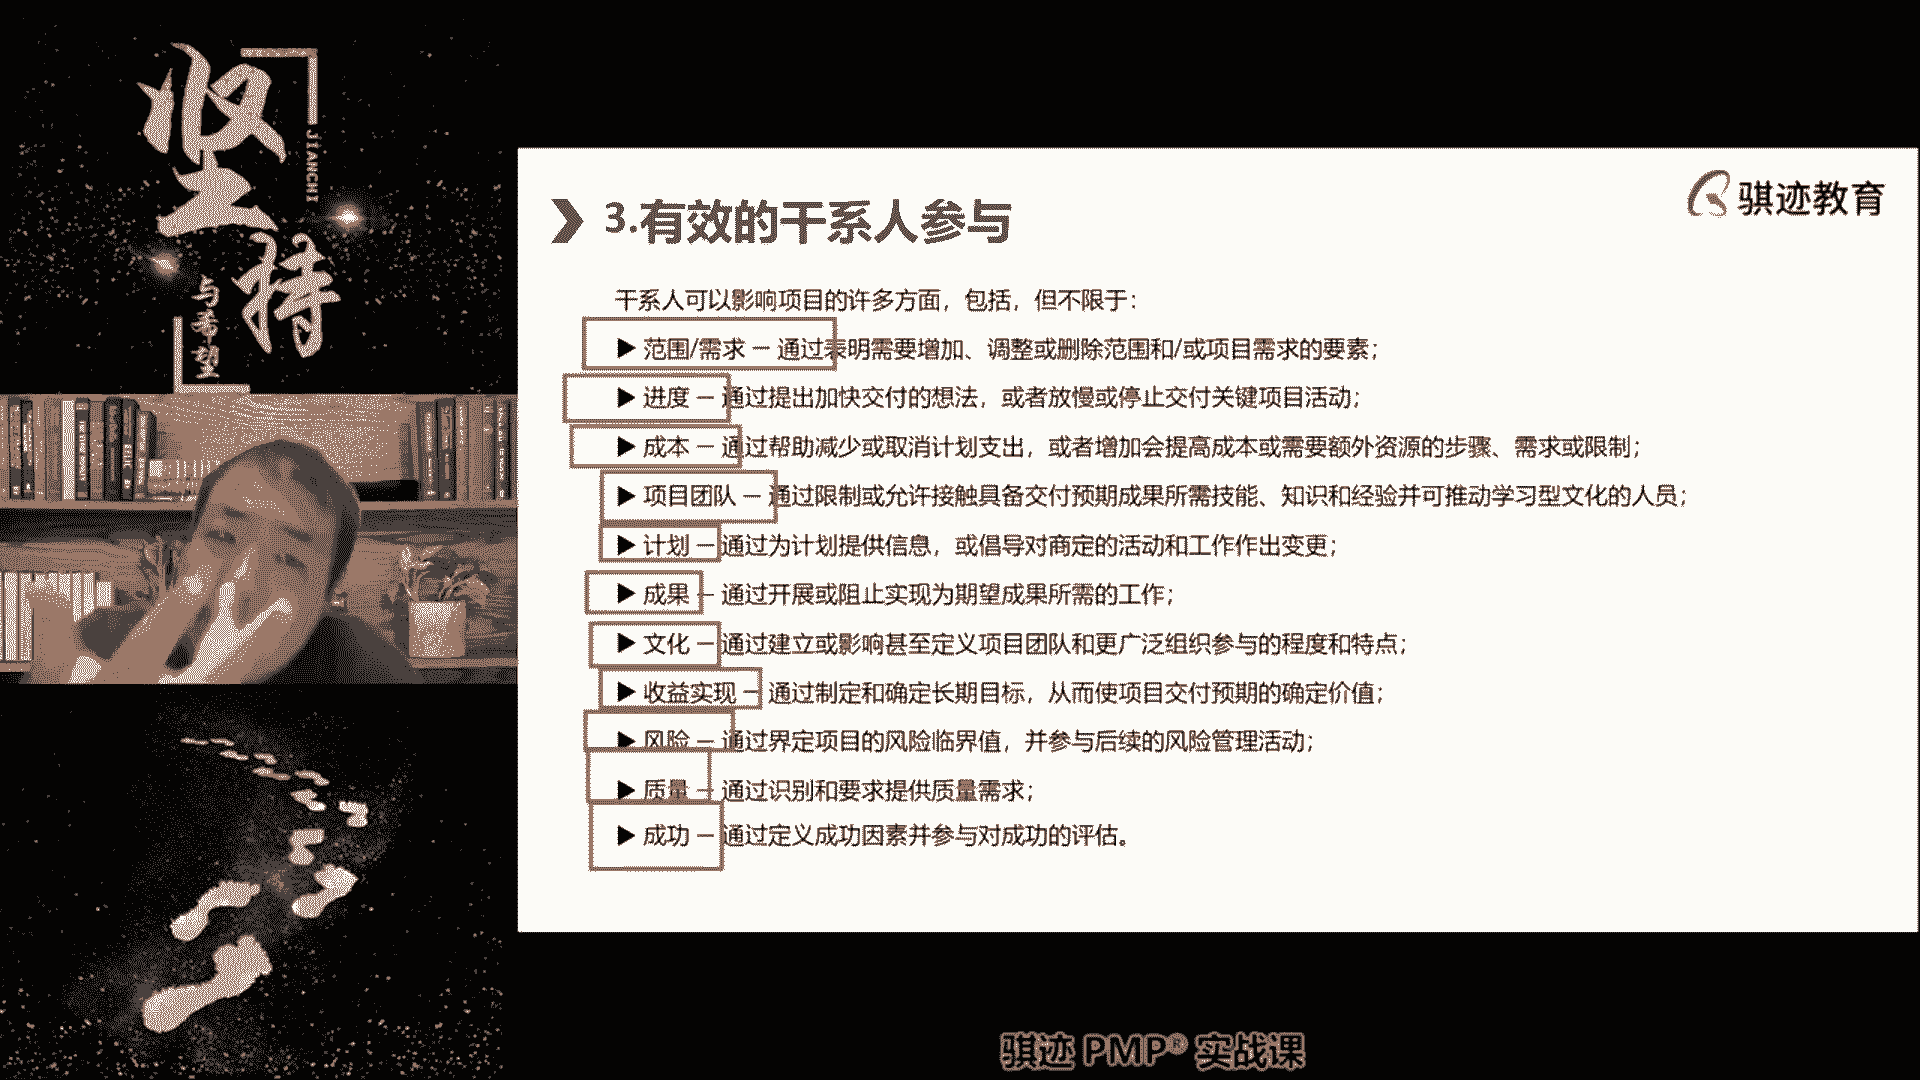 坚持
JIANCHI
与希望
骐迹教育
3.有效的干系人参与
干系人可以影响项目的许多方面，包括，但不限于：
▶ 范围/需求 — 通过表明需要增加、调整或删除范围和/或项目需求的要素；
▶ 进度 — 通过提出加快交付的想法，或者放慢或停止交付关键项目活动；
▶ 成本 — 通过帮助减少或取消计划支出，或者增加会提高成本或需要额外资源的步骤、需求或限制；
▶ 项目团队 — 通过限制或允许接触具备交付预期成果所需技能、知识和经验并可推动学习型文化的人员；
▶ 计划 — 通过为计划提供信息，或倡导对商定的活动和工作作出变更；
▶ 成果 — 通过开展或阻止实现为期望成果所需的工作；
▶ 文化 — 通过建立或影响甚至定义项目团队和更广泛组织参与的程度和特点；
▶ 收益实现 — 通过制定和确定长期目标，从而使项目交付预期的确定价值；
▶ 风险 — 通过界定项目的风险临界值，并参与后续的风险管理活动；
▶ 质量 — 通过识别和要求提供质量需求；
▶ 成功 — 通过定义成功因素并参与对成功的评估。
骐迹 PMP® 实战课